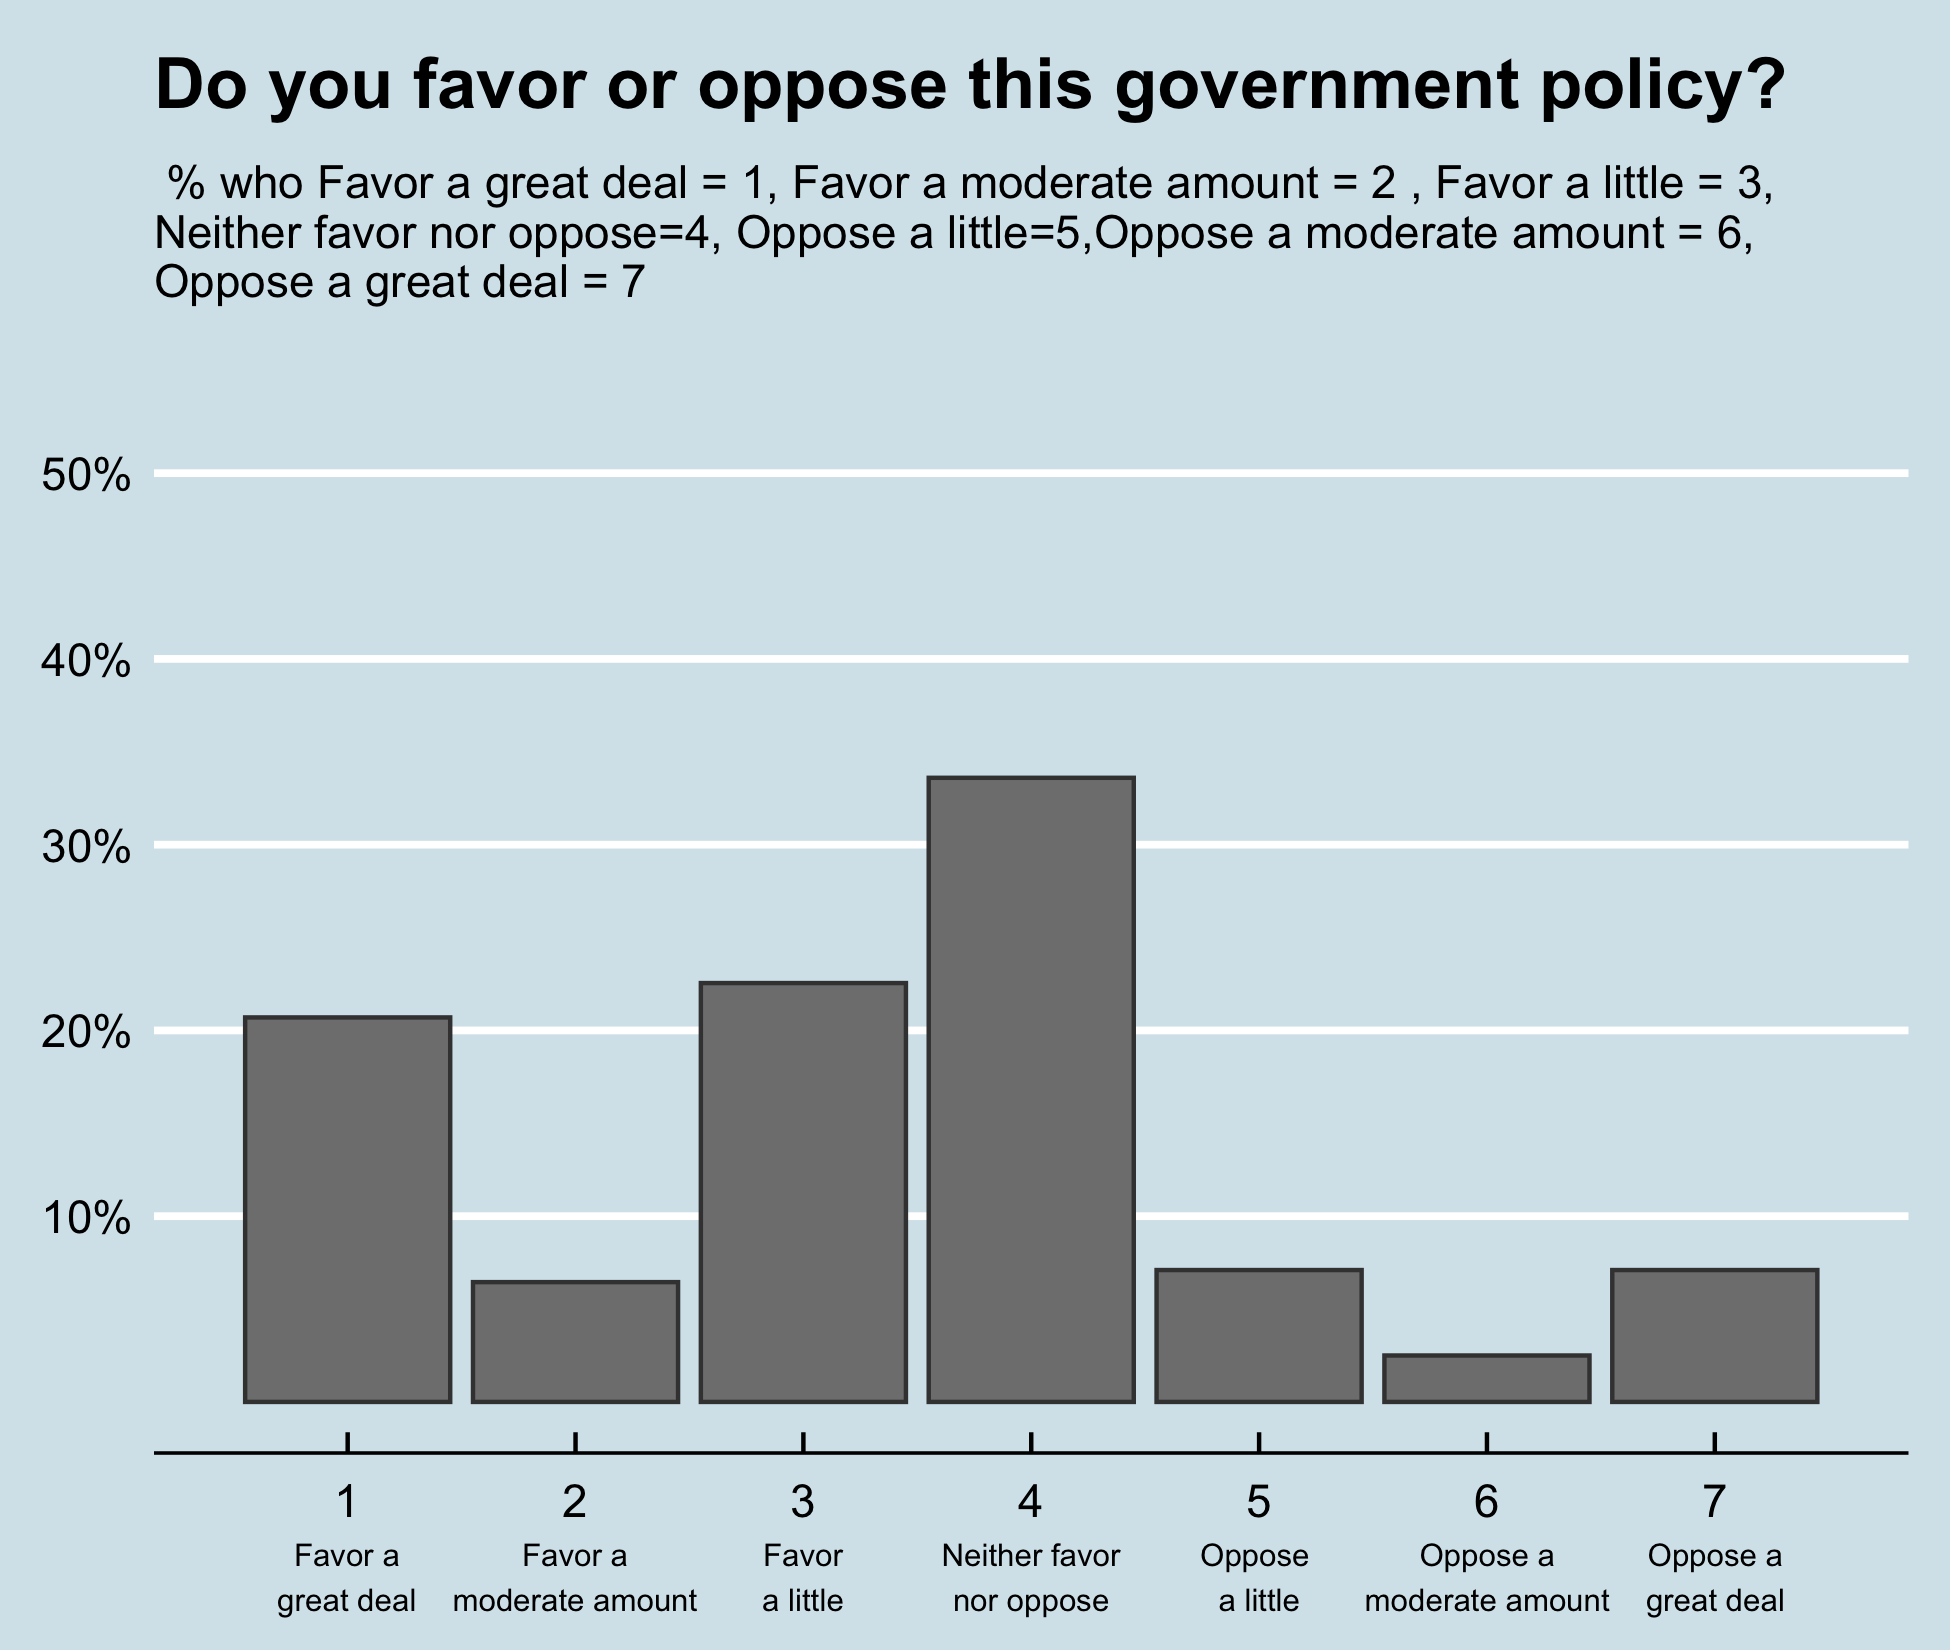 Do you favor or oppose this government policy?
% who Favor a great deal = 1, Favor a moderate amount = 2 , Favor a little = 3,
Neither favor nor oppose=4, Oppose a little=5,Oppose a moderate amount = 6,
Oppose a great deal = 7
50%
40%
30%
20%
10%
1 2 3 4 5 6 7
Favor a Favor a Favor Neither favor Oppose Oppose a Oppose a
great deal moderate amount a little nor oppose a little moderate amount great deal